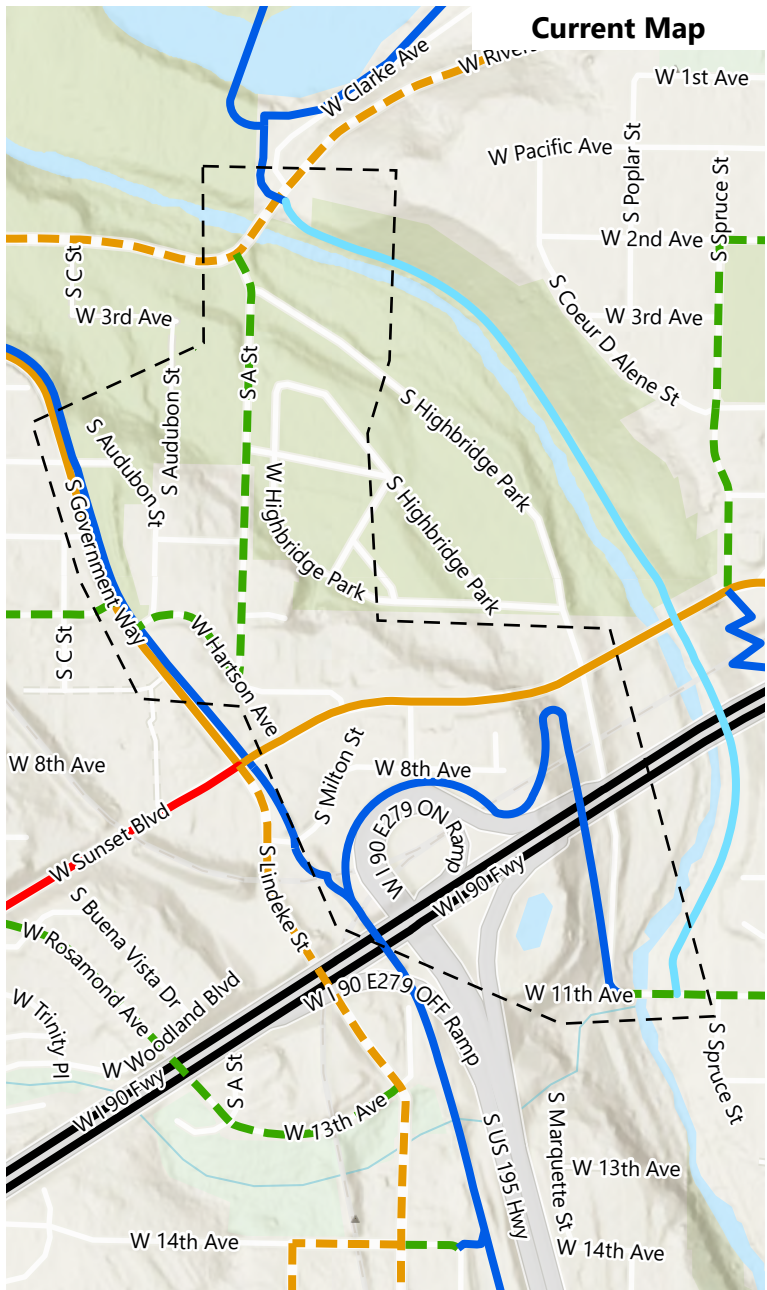 Current Map
W Clarke Ave
W Rivers
W 1st Ave
W Pacific Ave
S Poplar St
S Spruce St
W 2nd Ave
S C St
W 3rd Ave
S Coeur D Alene St
W 3rd Ave
S A St
S Audubon St
S Audubon St
S Highbridge Park
S Highbridge Park
W Highbridge Park
S Government Way
W Hartson Ave
S C St
W 8th Ave
S Milton St
W 8th Ave
W I 90 E279 ON Ramp
W Sunset Blvd
S Lindeke St
W I 90 Fwy
S Buena Vista Dr
W Rosamond Ave
W I 90 E279 OFF Ramp
W 11th Ave
W Trinity Pl
W Woodland Blvd
W I 90 Fwy
S A St
S Spruce St
W 13th Ave
S US 195 Hwy
S Marquette St
W 13th Ave
W 14th Ave
W 14th Ave